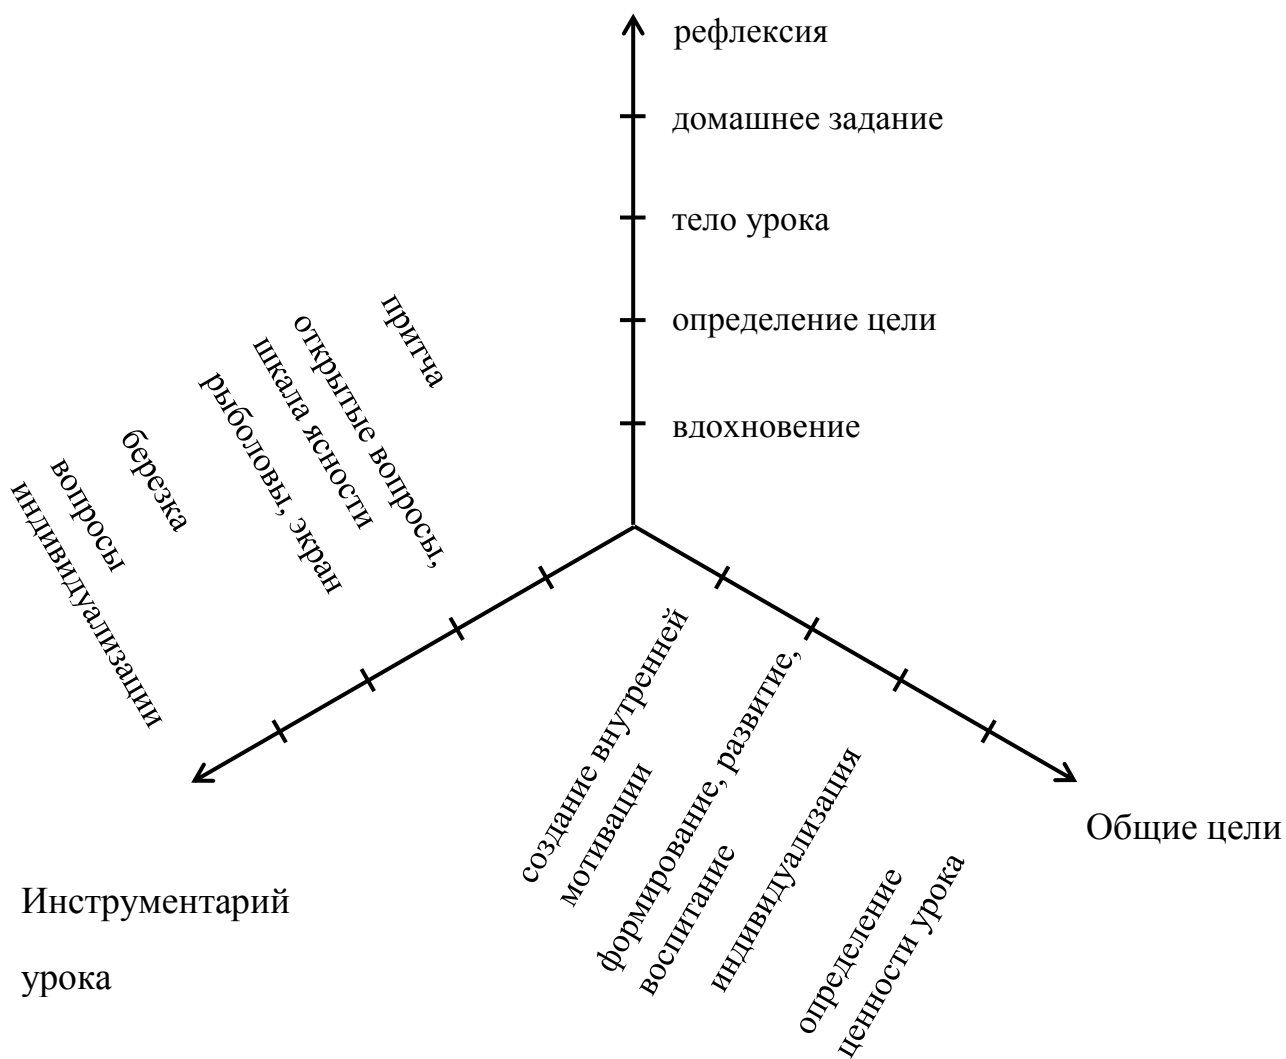 рефлексия
домашнее задание
тело урока
определение цели
вдохновение
притча
открытые вопросы,
шкала ясности
рыболовы, экран
березка
вопросы
индивидуализации
создание внутренней
мотивации
формирование, развитие,
воспитание
индивидуализация
определение
ценности урока
Общие цели
Инструментарий
урока